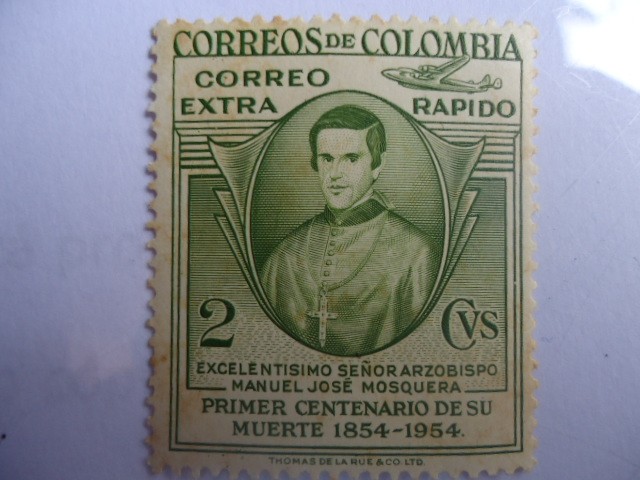 CORREOS DE COLOMBIA
CORREO
EXTRA RAPIDO
2 CVS
EXCELENTISIMO SEÑOR ARZOBISPO
MANUEL JOSÉ MOSQUERA
PRIMER CENTENARIO DE SU
MUERTE 1854-1954.
THOMAS DE LA RUE & CO. LTD.